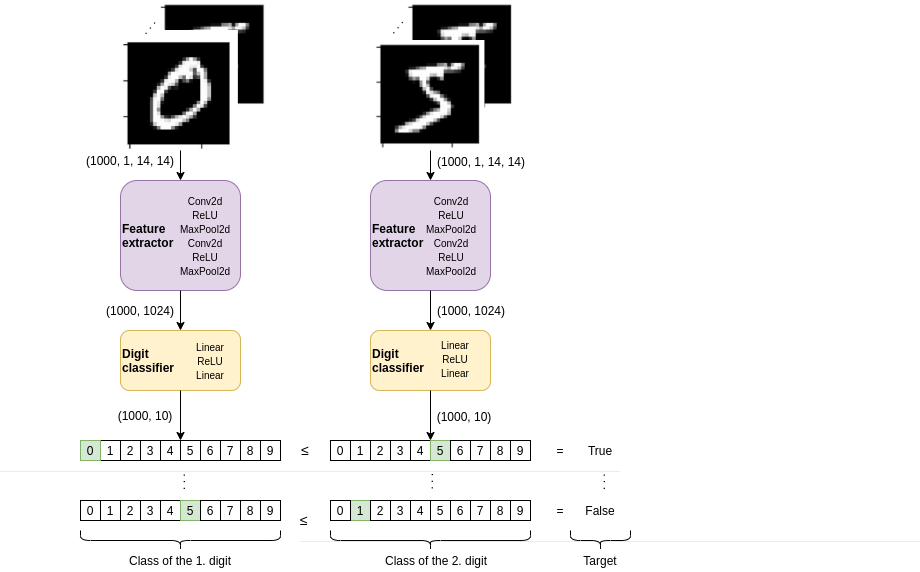 (1000, 1, 14, 14)
(1000, 1, 14, 14)
Feature
extractor
Conv2d
ReLU
MaxPool2d
Conv2d
ReLU
MaxPool2d
Feature
extractor
Conv2d
ReLU
MaxPool2d
Conv2d
ReLU
MaxPool2d
(1000, 1024)
(1000, 1024)
Digit
classifier
Linear
ReLU
Linear
Digit
classifier
Linear
ReLU
Linear
(1000, 10)
(1000, 10)
0 1 2 3 4 5 6 7 8 9 ≤ 0 1 2 3 4 5 6 7 8 9 = True
0 1 2 3 4 5 6 7 8 9 ≤ 0 1 2 3 4 5 6 7 8 9 = False
Class of the 1. digit
Class of the 2. digit
Target